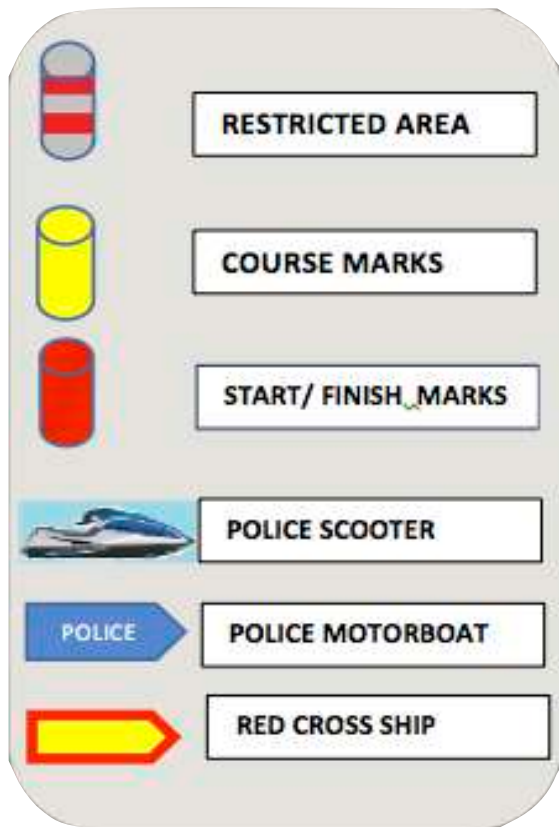 RESTRICTED AREA
COURSE MARKS
START/ FINISH MARKS
POLICE SCOOTER
POLICE POLICE MOTORBOAT
RED CROSS SHIP